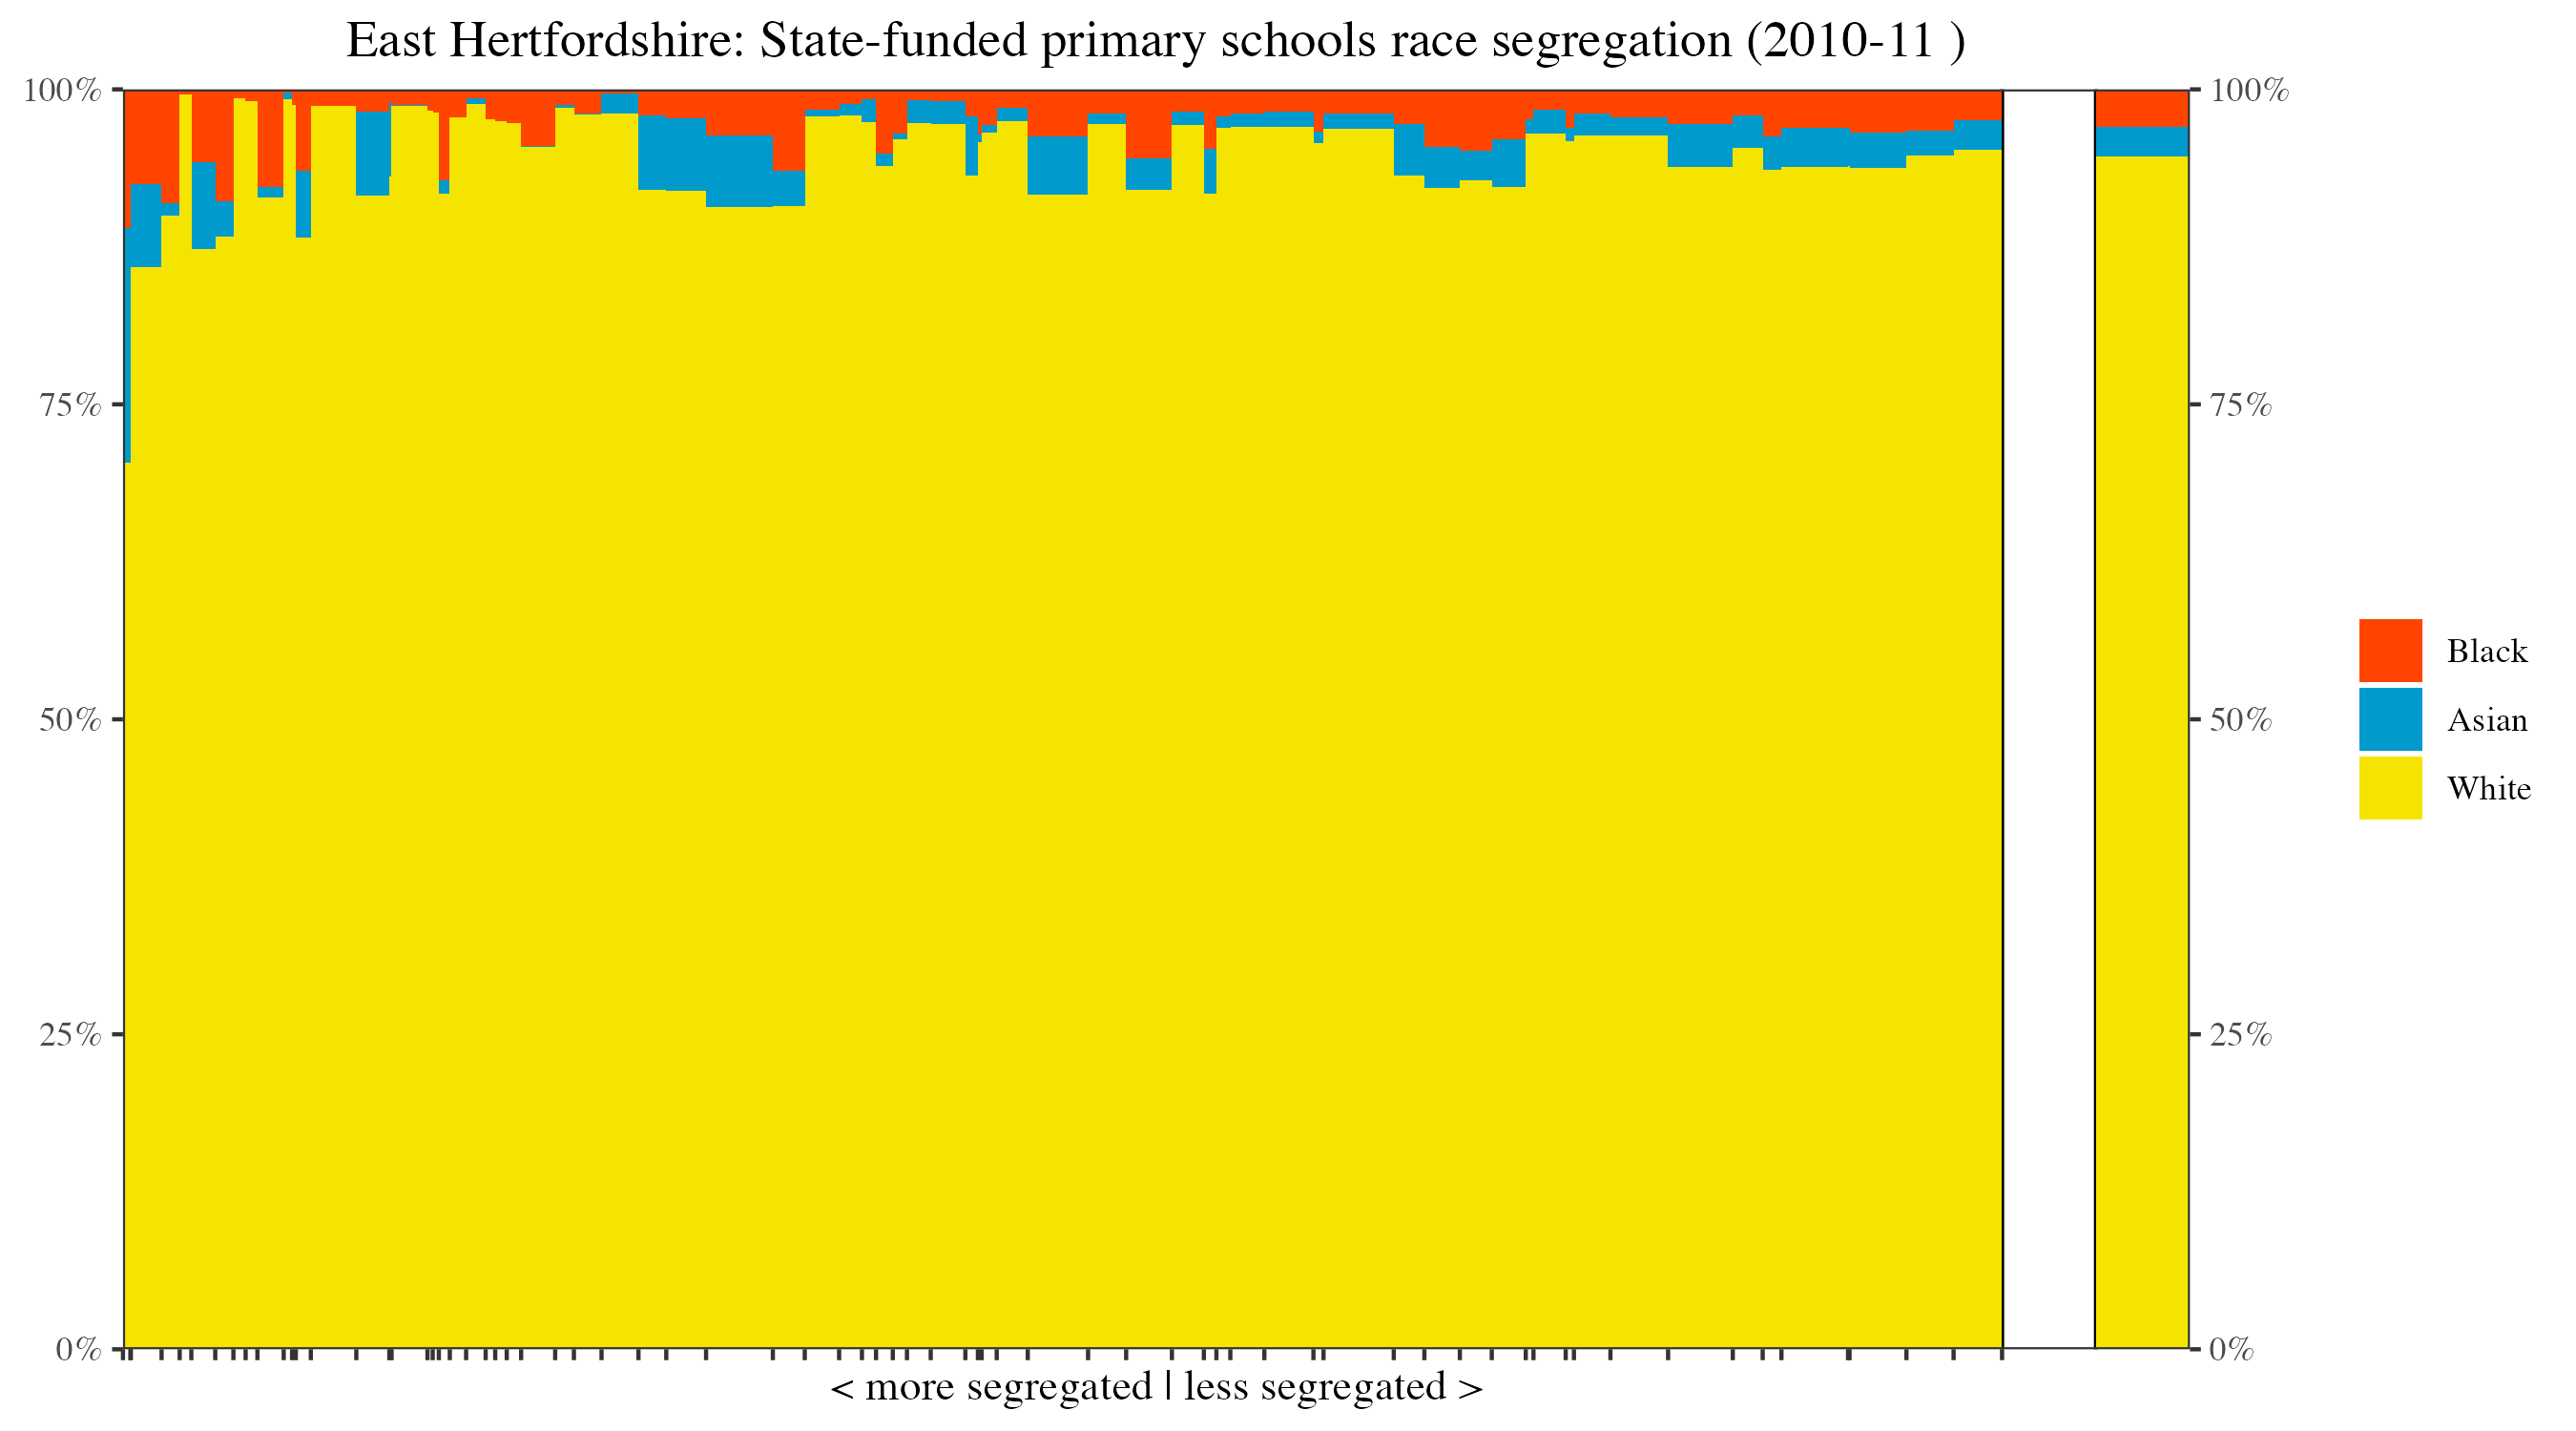 East Hertfordshire: State-funded primary schools race segregation (2010-11 )
100%
75%
50%
25%
0%
100%
75%
50%
25%
0%
Black
Asian
White
< more segregated | less segregated >